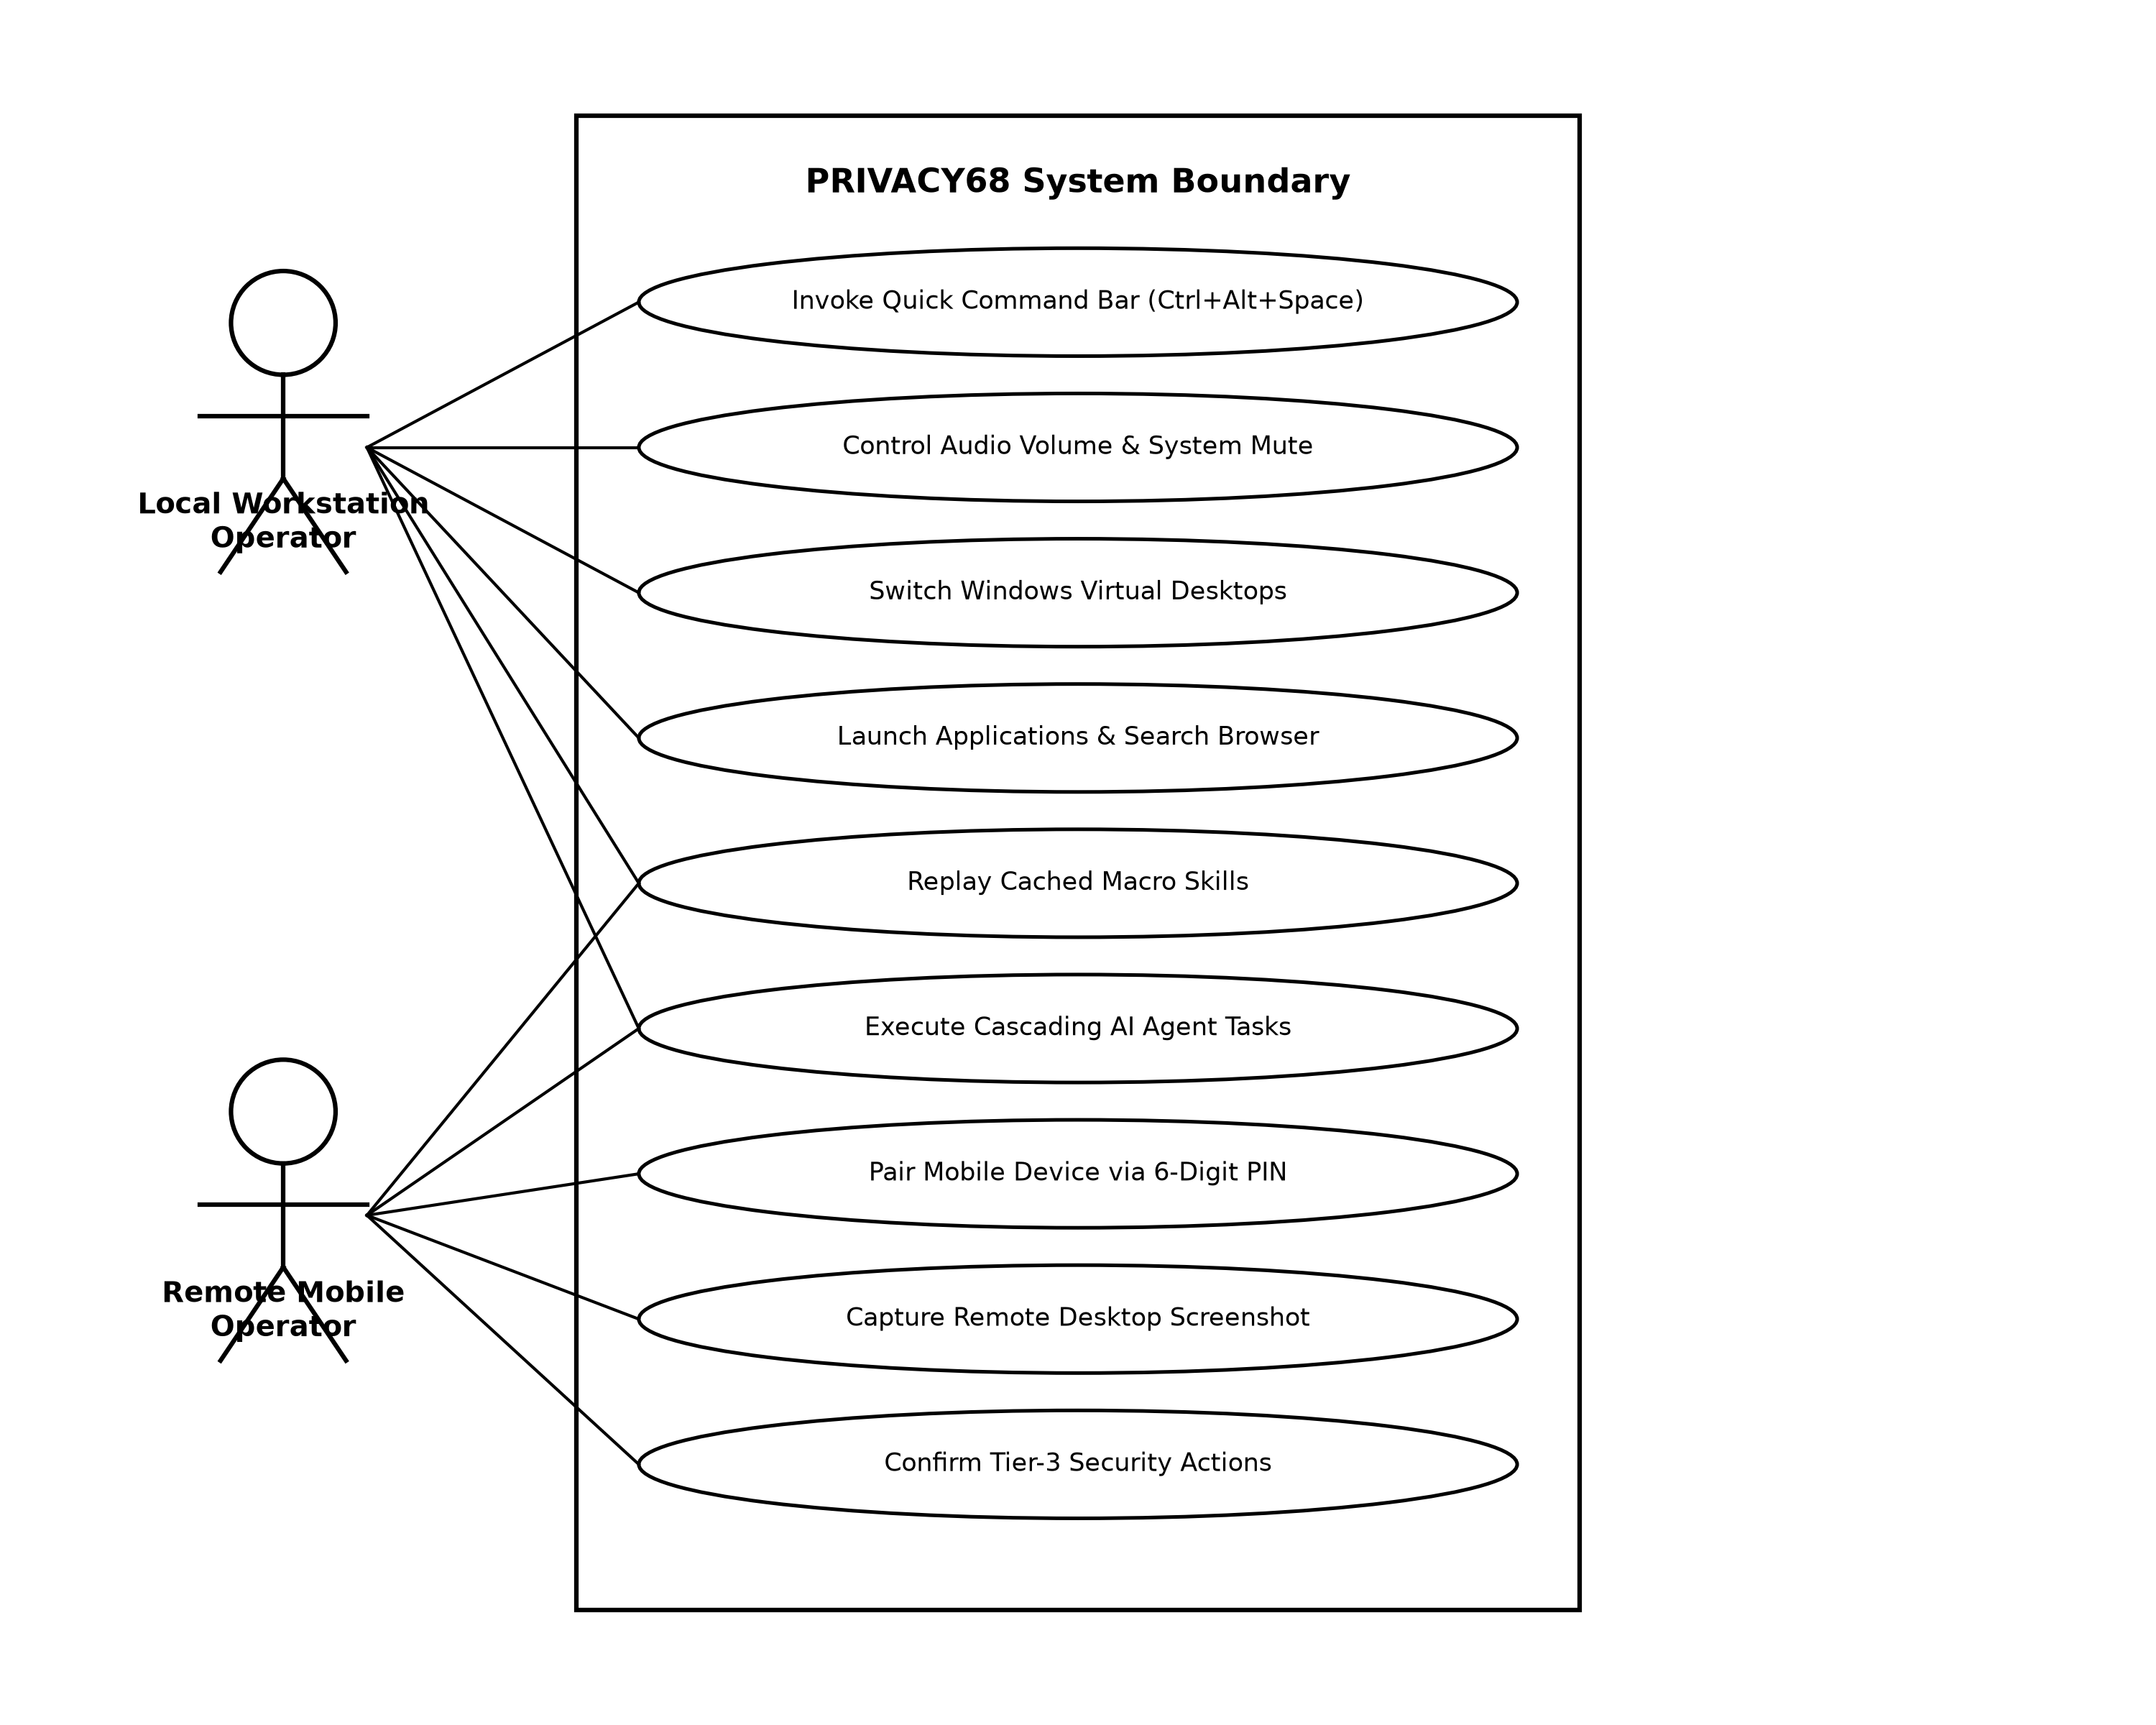 PRIVACY68 System Boundary
Invoke Quick Command Bar (Ctrl+Alt+Space)
Control Audio Volume & System Mute
Local Workstation
Operator
Switch Windows Virtual Desktops
Launch Applications & Search Browser
Replay Cached Macro Skills
Execute Cascading AI Agent Tasks
Pair Mobile Device via 6-Digit PIN
Remote Mobile
Operator
Capture Remote Desktop Screenshot
Confirm Tier-3 Security Actions